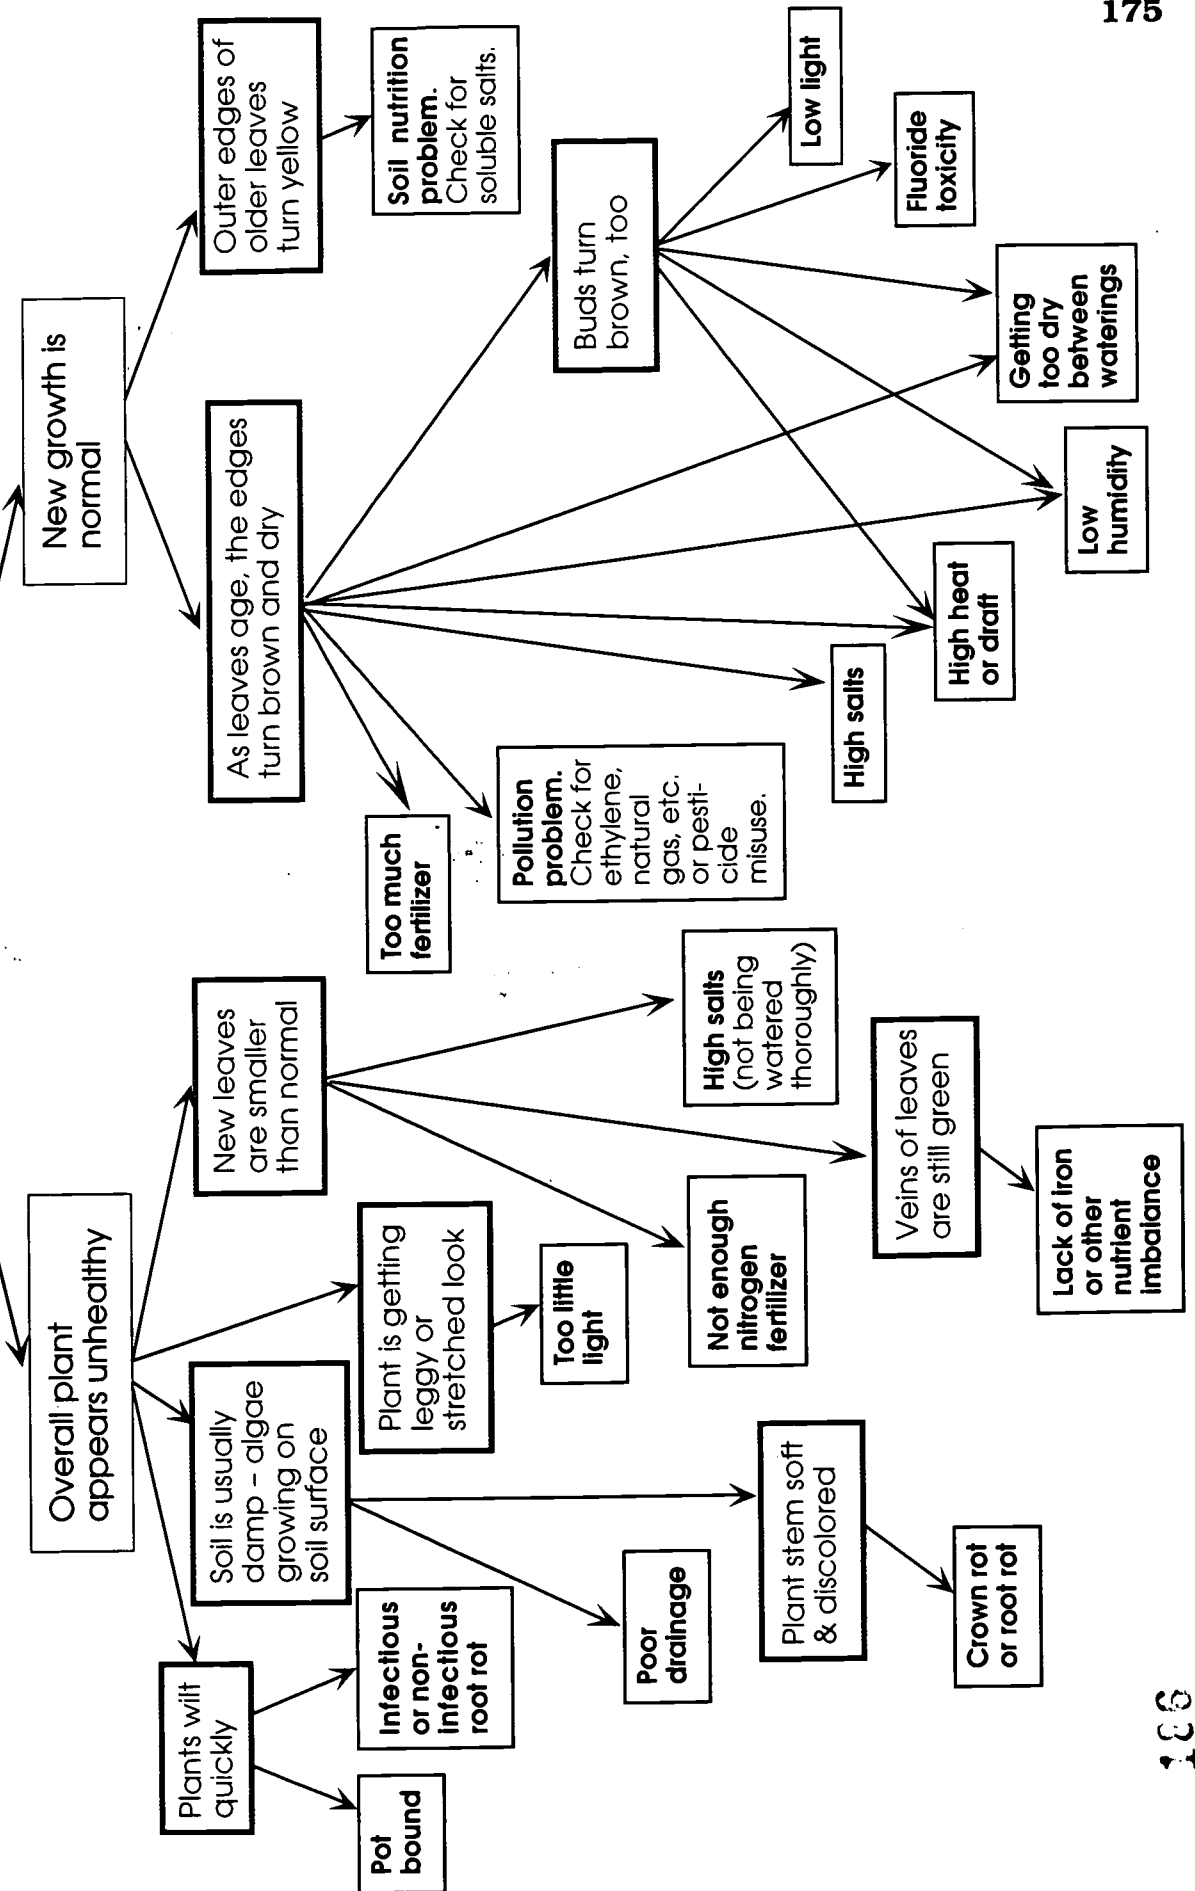 Overall plant
appears unhealthy
New growth is
normal
Plants wilt
quickly
Soil is usually
damp – algae
growing on
soil surface
Plant is getting
leggy or
stretched look
New leaves
are smaller
than normal
As leaves age, the edges
turn brown and dry
Outer edges of
older leaves
turn yellow
Pot
bound
Infectious
or non-
infectious
root rot
Too little
light
Too much
fertilizer
Soil nutrition
problem.
Check for
soluble salts.
Pollution
problem.
Check for
ethylene,
natural
gas, etc.
or pesti-
cide
misuse.
Buds turn
brown, too
Poor
drainage
Not enough
nitrogen
fertilizer
High salts
(not being
watered
thoroughly)
Plant stem soft
& discolored
Veins of leaves
are still green
High salts
Low light
Crown rot
or root rot
Lack of iron
or other
nutrient
imbalance
High heat
or draft
Low
humidity
Getting
too dry
between
waterings
Fluoride
toxicity
175